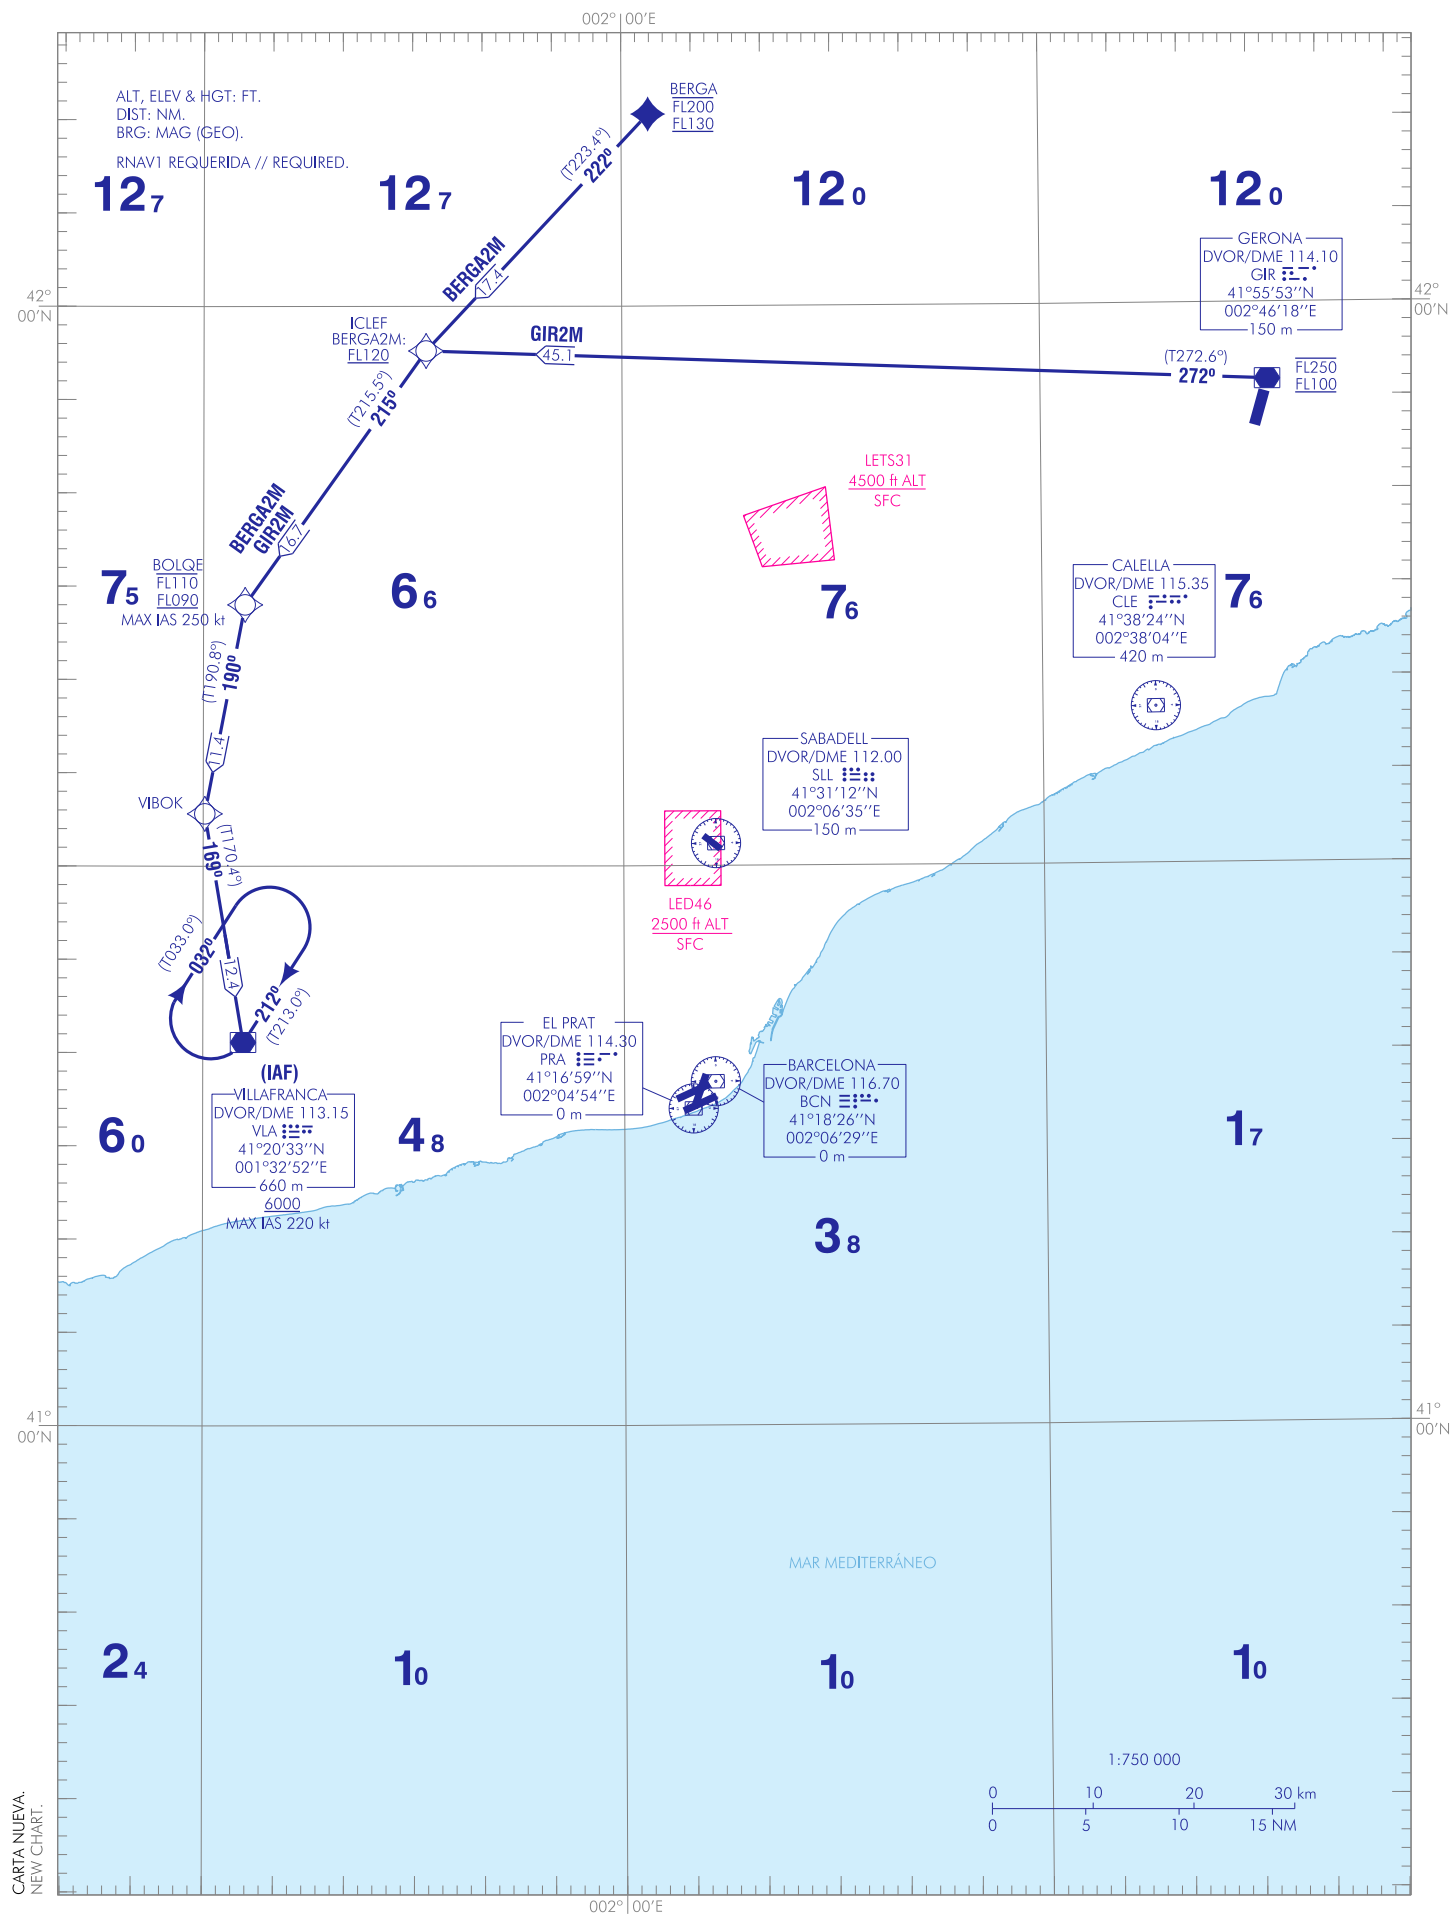 002° 00'E
ALT, ELEV & HGT: FT.
DIST: NM.
BRG: MAG (GEO).
RNAV1 REQUERIDA // REQUIRED.
BERGA
FL200
FL130
(T223.4°)
222°
12 7
12 7
12 0
12 0
BERGA2M
17.4
GERONA
DVOR/DME 114.10
GIR
41°55'53''N
002°46'18''E
150 m
42°
00'N
42°
00'N
ICLEF
BERGA2M:
FL120
GIR2M
45.1
(T272.6°)
272°
FL250
FL100
(T215.5°)
215°
LETS31
4500 ft ALT
SFC
BERGA2M
GIR2M
16.7
BOLQE
FL110
FL090
MAX IAS 250 kt
7 5
6 6
7 6
7 6
CALELLA
DVOR/DME 115.35
CLE
41°38'24''N
002°38'04''E
420 m
(T190.8°)
190°
11.4
SABADELL
DVOR/DME 112.00
SLL
41°31'12''N
002°06'35''E
150 m
VIBOK
(T170.4°)
169°
LED46
2500 ft ALT
SFC
(T033.0°)
032°
12.4
212°
(T213.0°)
EL PRAT
DVOR/DME 114.30
PRA
41°16'59''N
002°04'54''E
0 m
BARCELONA
DVOR/DME 116.70
BCN
41°18'26''N
002°06'29''E
0 m
(IAF)
VILLAFRANCA
DVOR/DME 113.15
VLA
41°20'33''N
001°32'52''E
660 m
6000
MAX IAS 220 kt
6 0
4 8
1 7
3 8
41°
00'N
41°
00'N
MAR MEDITERRÁNEO
2 4
1 0
1 0
1 0
1:750 000
0 10 20 30 km
0 5 10 15 NM
CARTA NUEVA.
NEW CHART.
002° 00'E